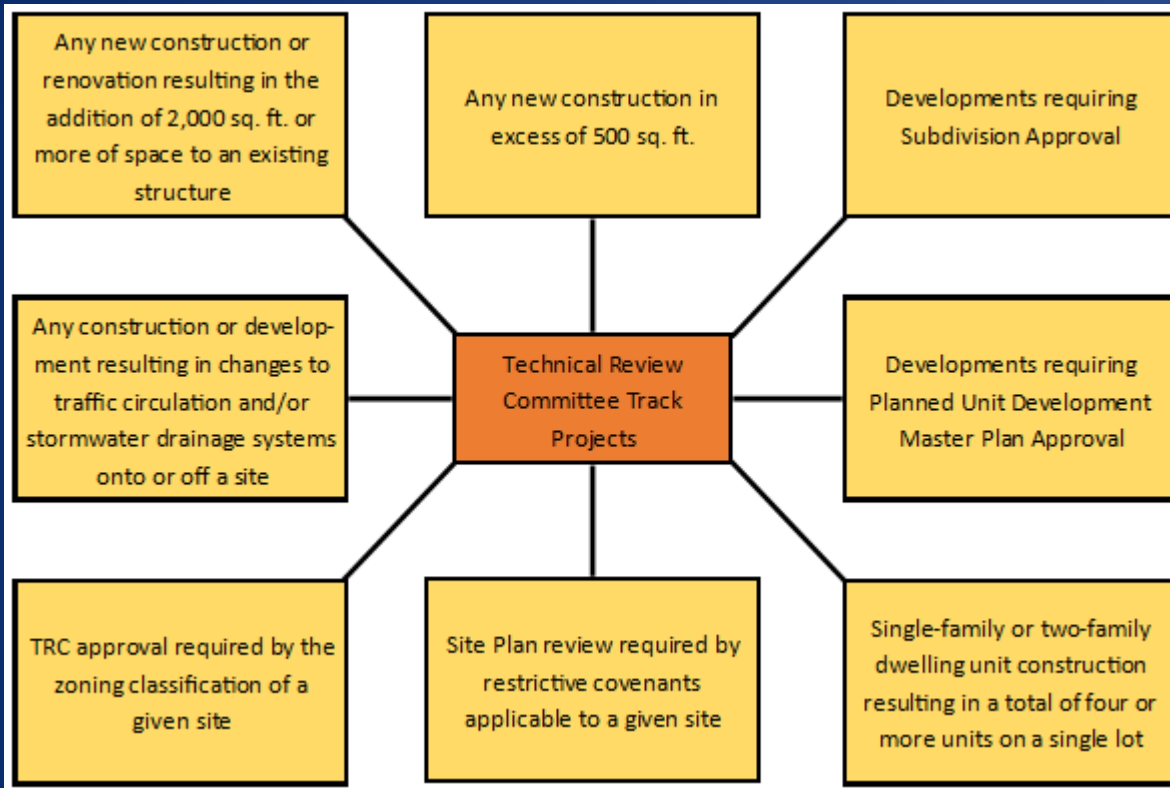 Any new construction or
renovation resulting in the
addition of 2,000 sq. ft. or
more of space to an existing
structure
Any new construction in
excess of 500 sq. ft.
Developments requiring
Subdivision Approval
Any construction or develop-
ment resulting in changes to
traffic circulation and/or
stormwater drainage systems
onto or off a site
Technical Review
Committee Track
Projects
Developments requiring
Planned Unit Development
Master Plan Approval
TRC approval required by the
zoning classification of a
given site
Site Plan review required by
restrictive covenants
applicable to a given site
Single-family or two-family
dwelling unit construction
resulting in a total of four or
more units on a single lot